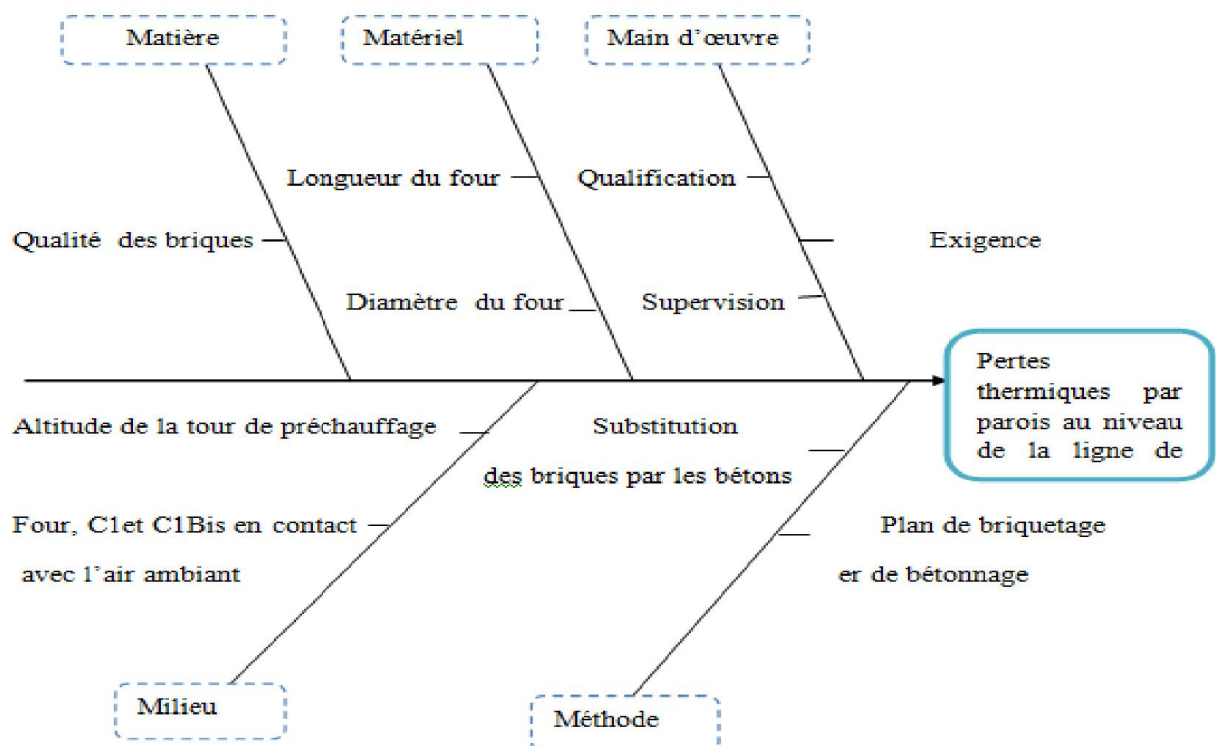 Matière
Matériel
Main d'œuvre
Longueur du four
Qualification
Qualité des briques
Exigence
Diamètre du four
Supervision
Pertes
thermiques par
parois au niveau
de la ligne de
Altitude de la tour de préchauffage
Substitution
des briques par les bétons
Four, C1et C1Bis en contact
avec l'air ambiant
Plan de briquetage
er de bétonnage
Milieu
Méthode